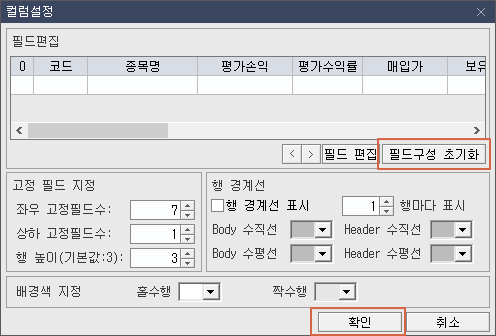 컬럼설정
필드편집
0 코드 종목명 평가손익 평가수익률 매입가 보유
필드 편집 필드구성 초기화
고정 필드 지정
좌우 고정필드수: 7
상하 고정필드수: 1
행 높이(기본값:3): 3
행 경계선
행 경계선 표시 1 행마다 표시
Body 수직선 Header 수직선
Body 수평선 Header 수평선
배경색 지정 홀수행 짝수행
확인 취소